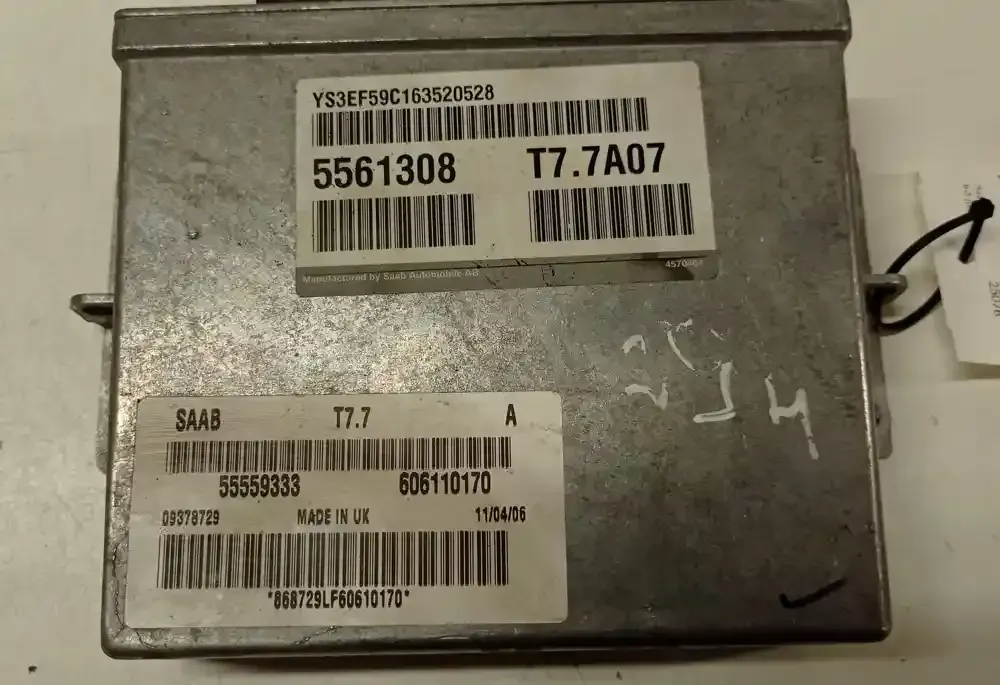 YS3EF59C163520528
5561308 T7.7A07
Manufactured by Saab Automobile AB
SAAB T7.7 A
55559333 606110170
09378729 MADE IN UK 11/04/06
*868729LF60610170*